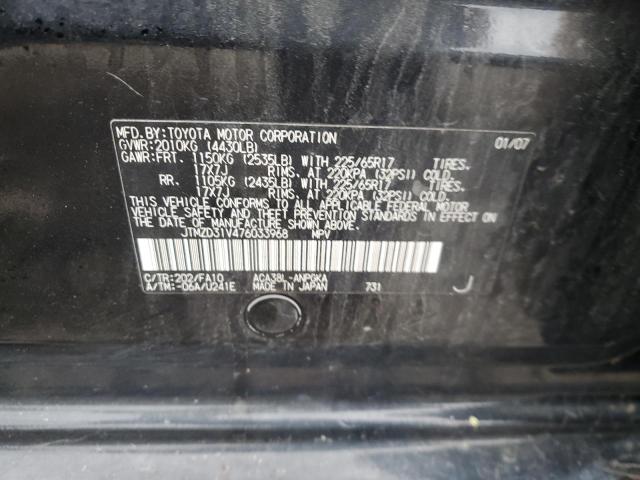 MFD. BY: TOYOTA MOTOR CORPORATION 01/07
GVWR: 2010KG (4430LB)
GAWR: FRT. 1150KG (2535LB) WITH 225/65R17 TIRES.
17X7J RIMS. AT 220KPA (32PSI) COLD.
RR. 1105KG (2435LB) WITH 225/65R17 TIRES.
17X7J RIMS. AT 220KPA (32PSI) COLD.
THIS VEHICLE CONFORMS TO ALL APPLICABLE FEDERAL MOTOR
VEHICLE SAFETY AND THEFT PREVENTION STANDARDS IN EFFECT ON
THE DATE OF MANUFACTURE SHOWN ABOVE.
JTMZD31V476033968 MPV
C/TR: 202/FA10 ACA38L-ANPGKA
A/TM: -06A/U241E MADE IN JAPAN 731 J